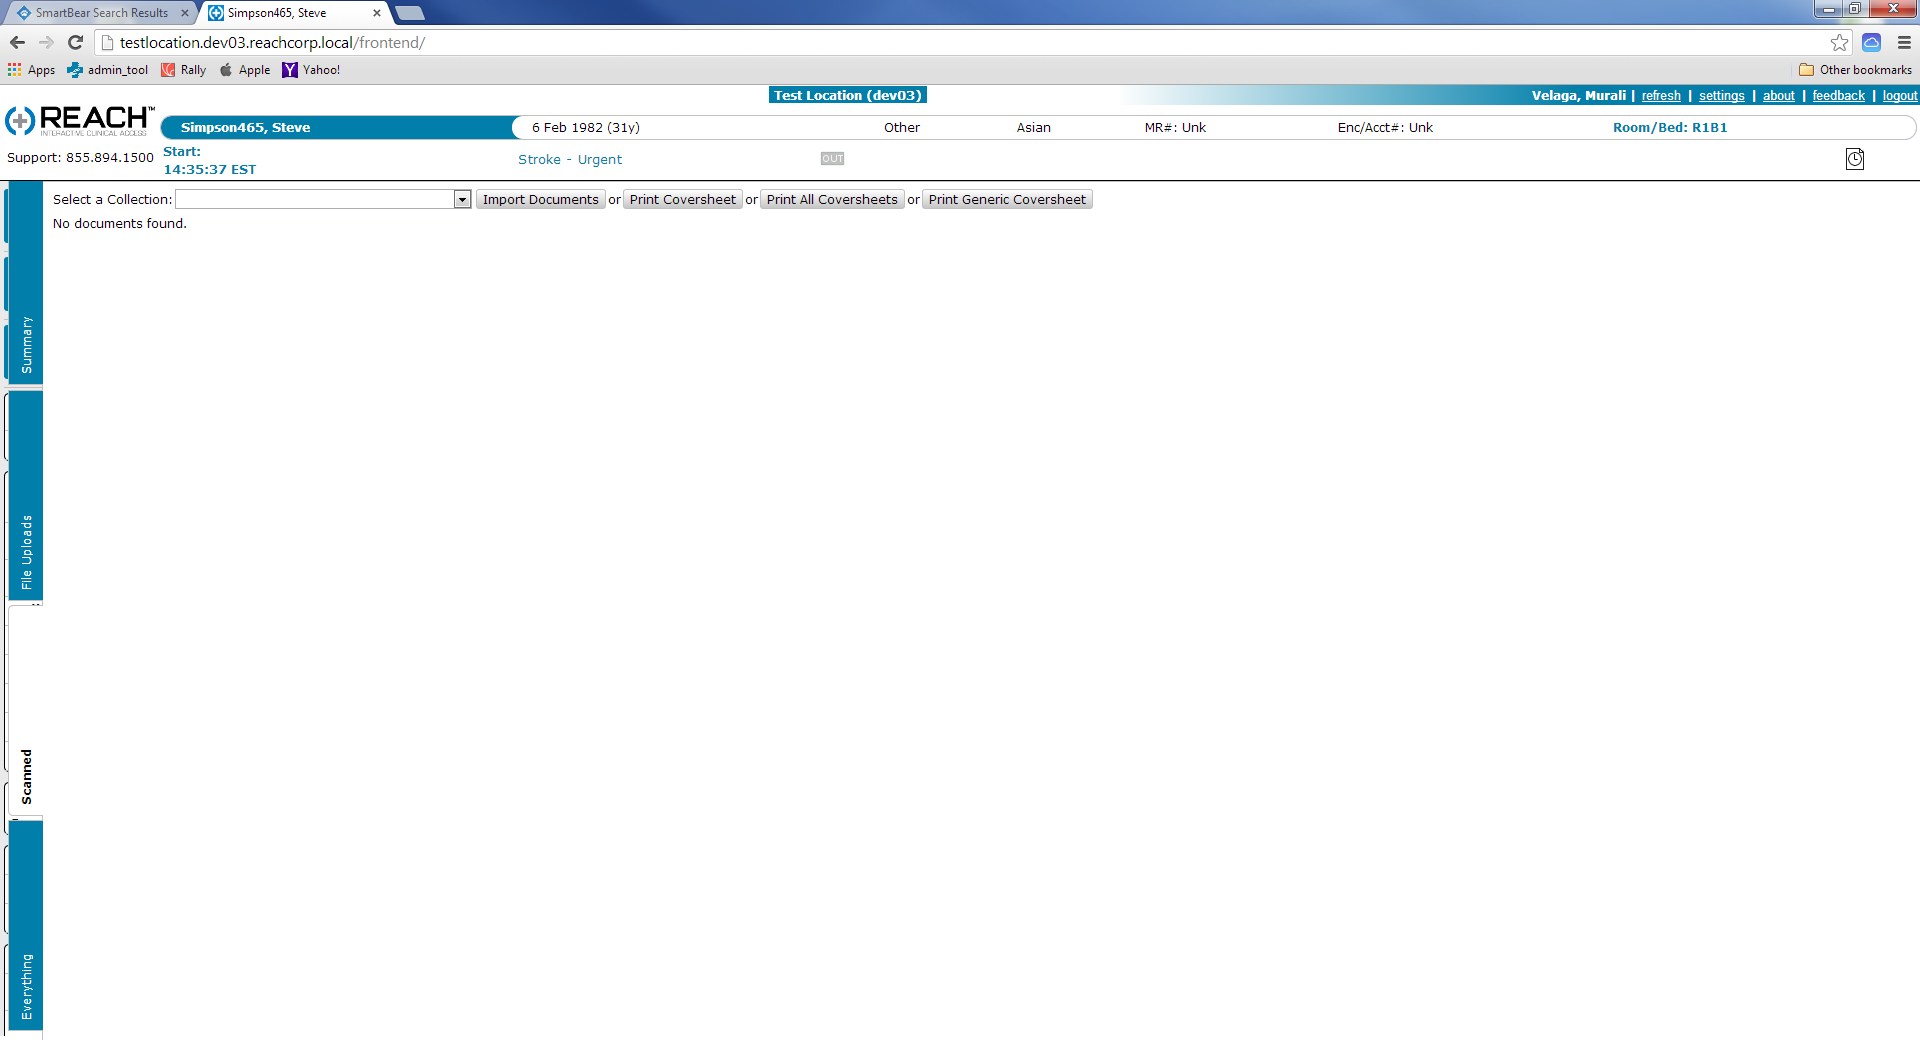 SmartBear Search Results
Simpson465, Steve
testlocation.dev03.reachcorp.local/frontend/
Apps admin_tool Rally Apple Yahoo! Other bookmarks
Test Location (dev03) Velaga, Murali | refresh | settings | about | feedback | logout
REACH™
INTERACTIVE CLINICAL ACCESS
Simpson465, Steve 6 Feb 1982 (31y) Other Asian MR#: Unk Enc/Acct#: Unk Room/Bed: R1B1
Support: 855.894.1500
Start:
14:35:37 EST
Stroke - Urgent
OUT
Select a Collection: Import Documents or Print Coversheet or Print All Coversheets or Print Generic Coversheet
No documents found.
Summary
File Uploads
Scanned
Everything